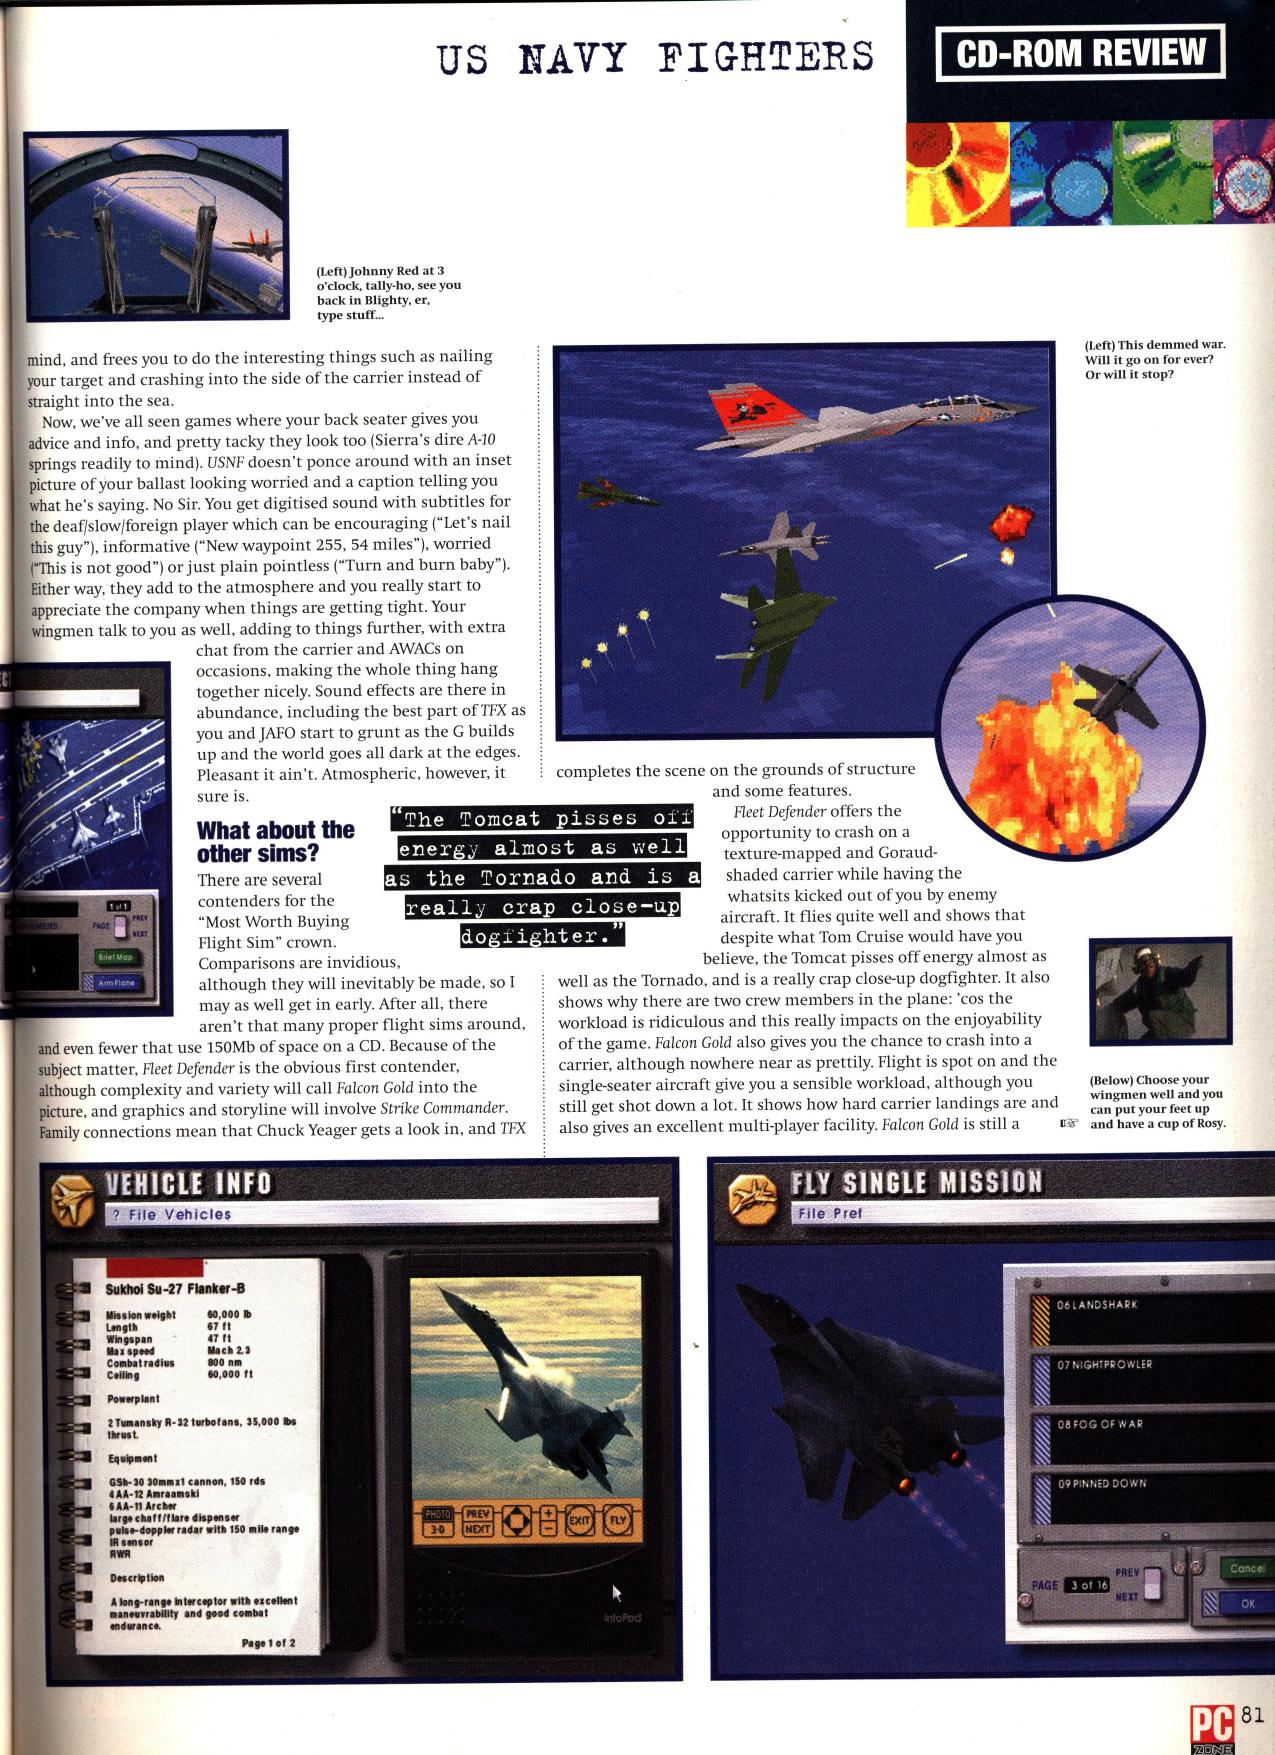 US NAVY FIGHTERS
CD-ROM REVIEW
(Left) Johnny Red at 3
o'clock, tally-ho, see you
back in Blighty, er,
type stuff...
mind, and frees you to do the interesting things such as nailing
your target and crashing into the side of the carrier instead of
straight into the sea.
Now, we've all seen games where your back seater gives you
advice and info, and pretty tacky they look too (Sierra's dire A-10
springs readily to mind). USNF doesn't ponce around with an inset
picture of your ballast looking worried and a caption telling you
what he's saying. No Sir. You get digitised sound with subtitles for
the deaf/slow/foreign player which can be encouraging (“Let's nail
this guy”), informative (“New waypoint 255, 54 miles”), worried
(“This is not good”) or just plain pointless (“Turn and burn baby”).
Either way, they add to the atmosphere and you really start to
appreciate the company when things are getting tight. Your
wingmen talk to you as well, adding to things further, with extra
chat from the carrier and AWACs on
occasions, making the whole thing hang
together nicely. Sound effects are there in
abundance, including the best part of TFX as
you and JAFO start to grunt as the G builds
up and the world goes all dark at the edges.
Pleasant it ain't. Atmospheric, however, it
sure is.
What about the
other sims?
There are several
contenders for the
“Most Worth Buying
Flight Sim” crown.
Comparisons are invidious,
although they will inevitably be made, so I
may as well get in early. After all, there
aren't that many proper flight sims around,
and even fewer that use 150Mb of space on a CD. Because of the
subject matter, Fleet Defender is the obvious first contender,
although complexity and variety will call Falcon Gold into the
picture, and graphics and storyline will involve Strike Commander.
Family connections mean that Chuck Yeager gets a look in, and TFX
1 of 1
PAGE
PREV
NEXT
Brief Map
Arm Plane
“The Tomcat pisses off
energy almost as well
as the Tornado and is a
really crap close-up
dogfighter.”
(Left) This demmed war.
Will it go on for ever?
Or will it stop?
completes the scene on the grounds of structure
and some features.
Fleet Defender offers the
opportunity to crash on a
texture-mapped and Goraud-
shaded carrier while having the
whatsits kicked out of you by enemy
aircraft. It flies quite well and shows that
despite what Tom Cruise would have you
believe, the Tomcat pisses off energy almost as
well as the Tornado, and is a really crap close-up dogfighter. It also
shows why there are two crew members in the plane: 'cos the
workload is ridiculous and this really impacts on the enjoyability
of the game. Falcon Gold also gives you the chance to crash into a
carrier, although nowhere near as prettily. Flight is spot on and the
single-seater aircraft give you a sensible workload, although you
still get shot down a lot. It shows how hard carrier landings are and
also gives an excellent multi-player facility. Falcon Gold is still a
(Below) Choose your
wingmen well and you
can put your feet up
and have a cup of Rosy.
VEHICLE INFO
? File Vehicles
Sukhoi Su-27 Flanker-B
Mission weight 60,000 lb
Length 67 ft
Wingspan 47 ft
Max speed Mach 2.3
Combat radius 800 nm
Ceiling 60,000 ft
Powerplant
2 Tumansky R-32 turbofans, 35,000 lbs
thrust.
Equipment
GSh-30 30mmx1 cannon, 150 rds
4 AA-12 Amraamski
6 AA-11 Archer
large chaff/flare dispenser
pulse-doppler radar with 150 mile range
IR sensor
RWR
Description
A long-range interceptor with excellent
maneuvrability and good combat
endurance.
Page 1 of 2
PHOTO
3-D
PREV
NEXT
+
−
EXIT
FLY
InfoPad
FLY SINGLE MISSION
File Pref
06 LANDSHARK
07 NIGHTPROWLER
08 FOG OF WAR
09 PINNED DOWN
PAGE 3 of 16
PREV
NEXT
Cancel
OK
PC
ZONE
81